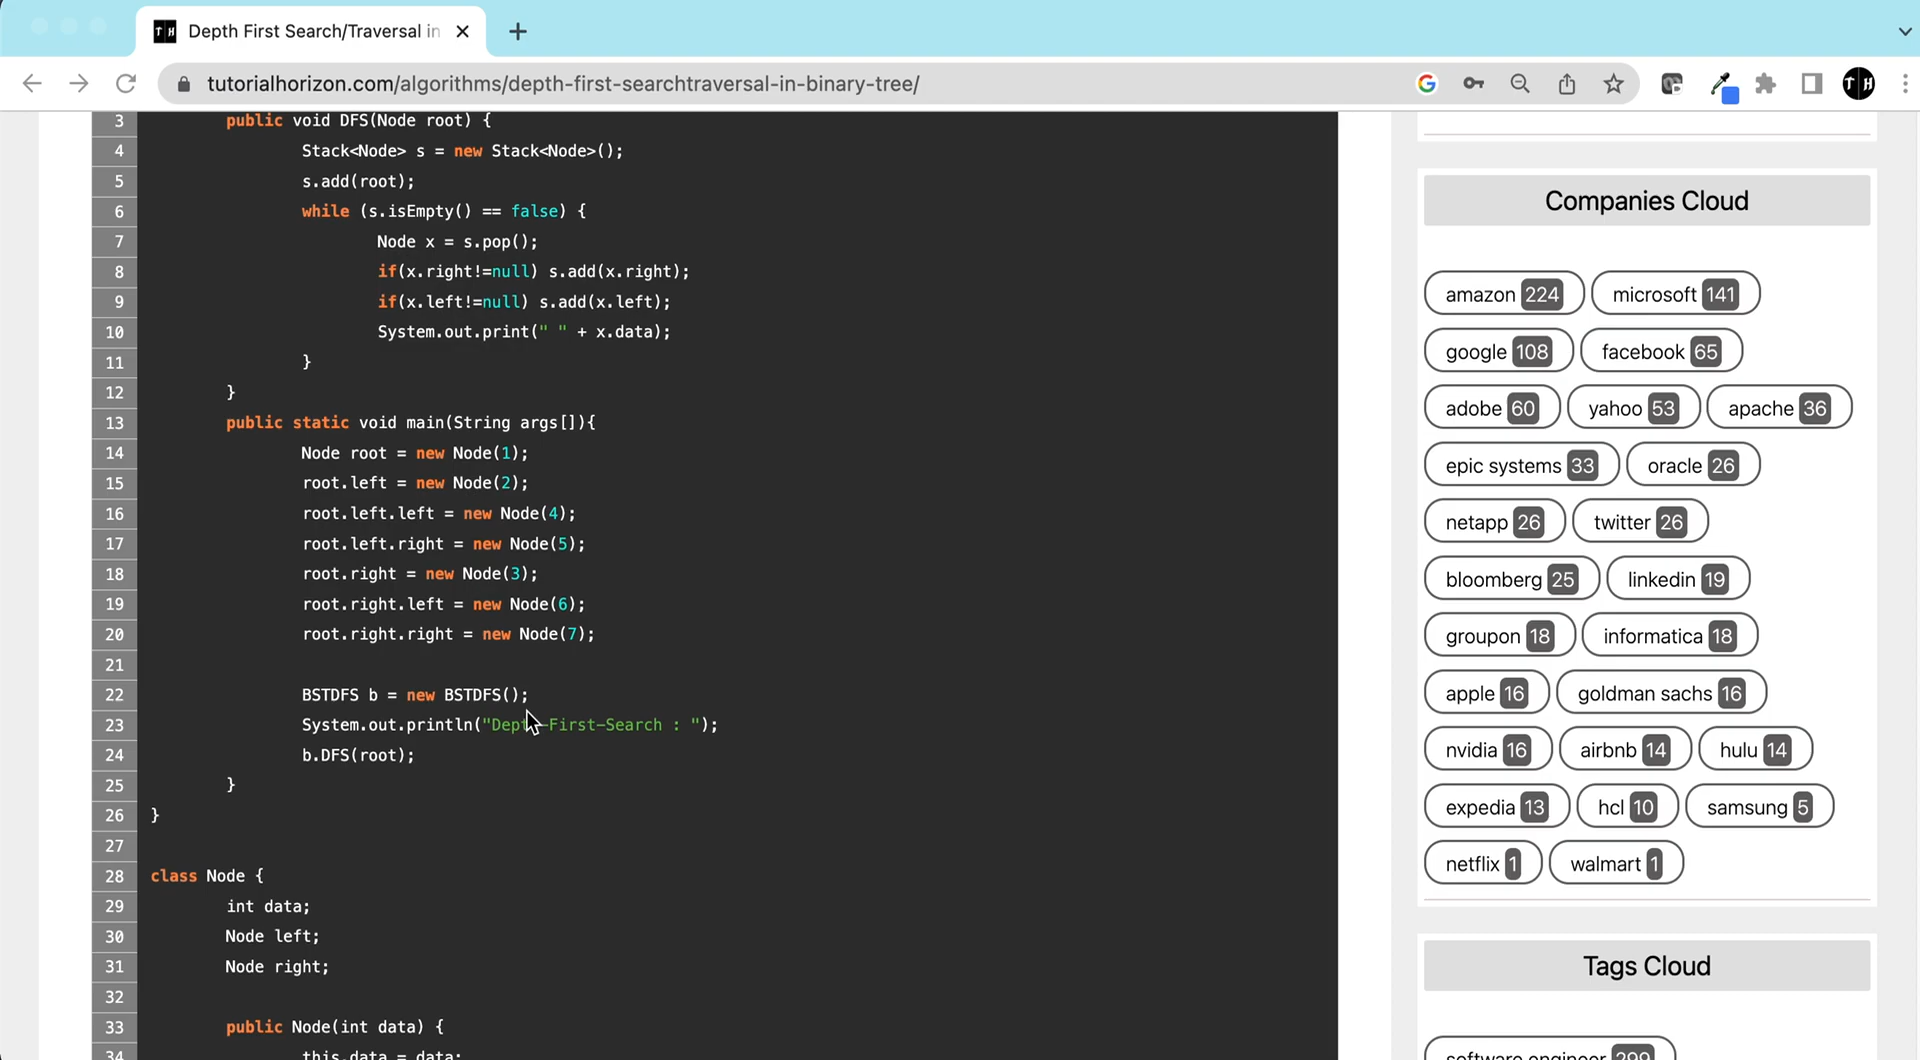 Depth First Search/Traversal in
tutorialhorizon.com/algorithms/depth-first-searchtraversal-in-binary-tree/
T H
3 public void DFS(Node root) {
4 Stack<Node> s = new Stack<Node>();
5 s.add(root);
6 while (s.isEmpty() == false) {
7 Node x = s.pop();
8 if(x.right!=null) s.add(x.right);
9 if(x.left!=null) s.add(x.left);
10 System.out.print(" " + x.data);
11 }
12 }
13 public static void main(String args[]){
14 Node root = new Node(1);
15 root.left = new Node(2);
16 root.left.left = new Node(4);
17 root.left.right = new Node(5);
18 root.right = new Node(3);
19 root.right.left = new Node(6);
20 root.right.right = new Node(7);
21
22 BSTDFS b = new BSTDFS();
23 System.out.println("Depth-First-Search : ");
24 b.DFS(root);
25 }
26 }
27
28 class Node {
29 int data;
30 Node left;
31 Node right;
32
33 public Node(int data) {
34 this.data = data;
Companies Cloud
amazon 224 microsoft 141
google 108 facebook 65
adobe 60 yahoo 53 apache 36
epic systems 33 oracle 26
netapp 26 twitter 26
bloomberg 25 linkedin 19
groupon 18 informatica 18
apple 16 goldman sachs 16
nvidia 16 airbnb 14 hulu 14
expedia 13 hcl 10 samsung 5
netflix 1 walmart 1
Tags Cloud
software engineer 299